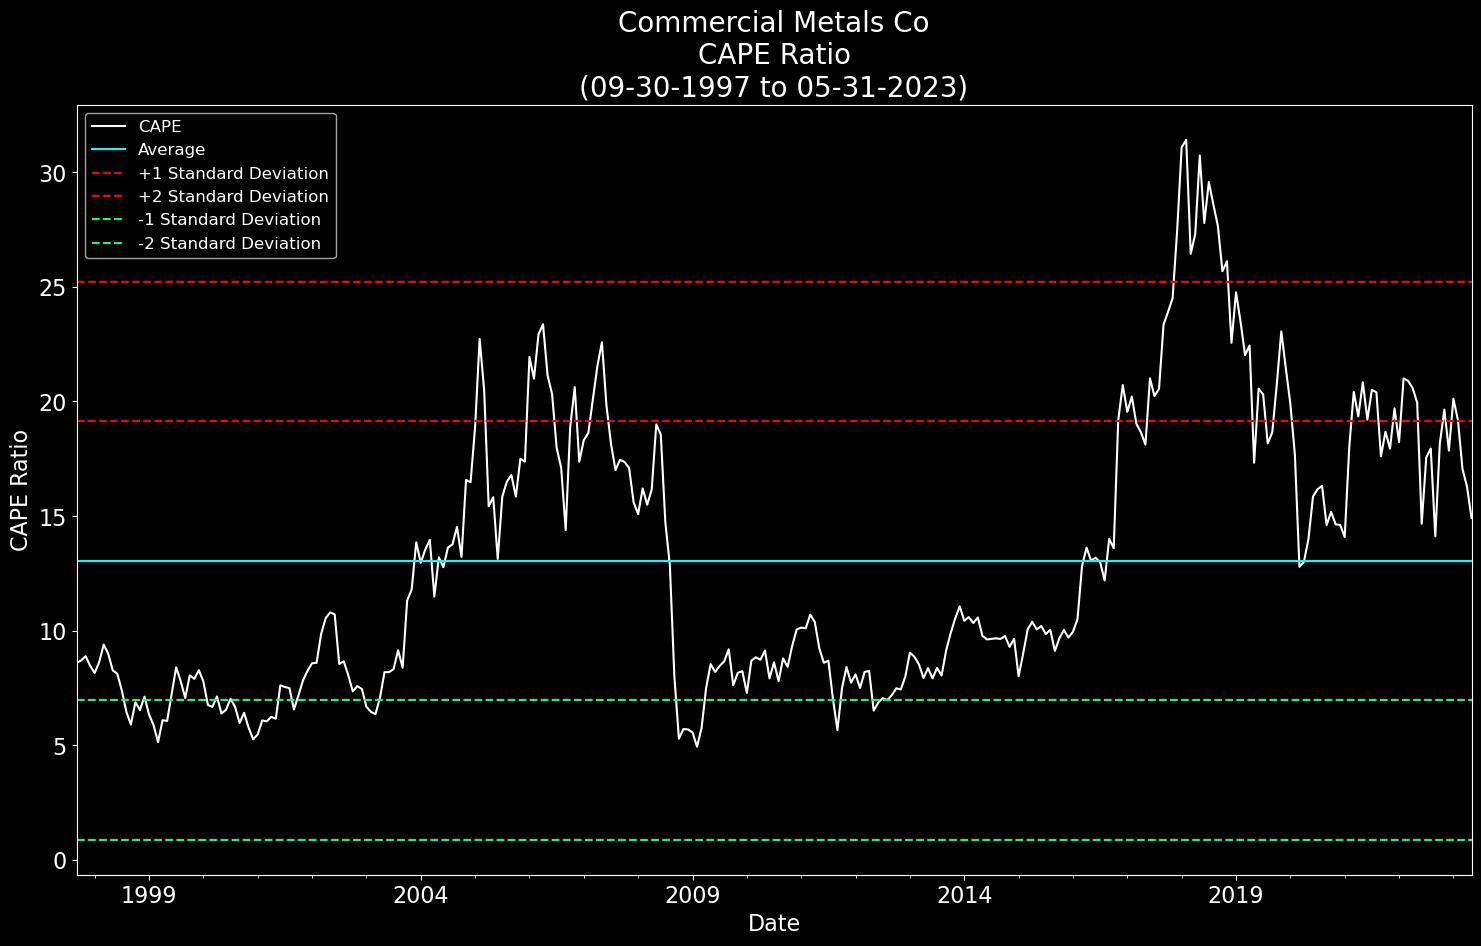 Commercial Metals Co
CAPE Ratio
(09-30-1997 to 05-31-2023)
CAPE
Average
+1 Standard Deviation
+2 Standard Deviation
-1 Standard Deviation
-2 Standard Deviation
CAPE Ratio
30
25
20
15
10
5
0
1999 2004 2009 2014 2019
Date